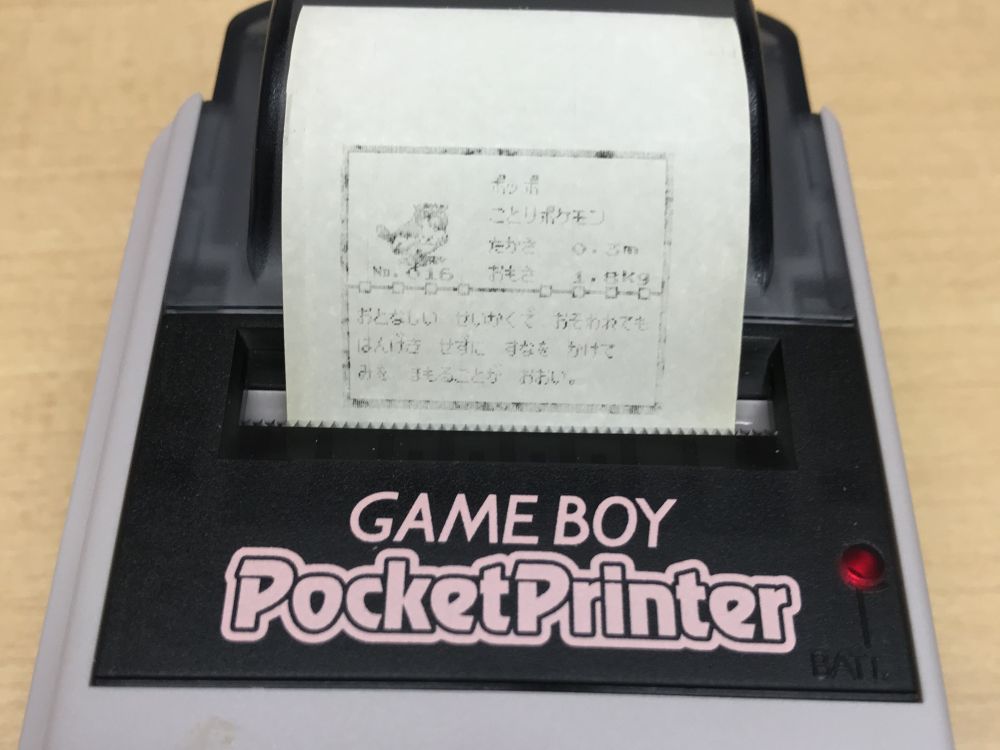 ポッポ
ことりポケモン
たかさ 0.3m
No.016 おもさ 1.8Kg
おとなしい せいかくで おそわれても
はんげき せずに すなを かけて
みを まもることが おおい。
GAME BOY
PocketPrinter
BATT.